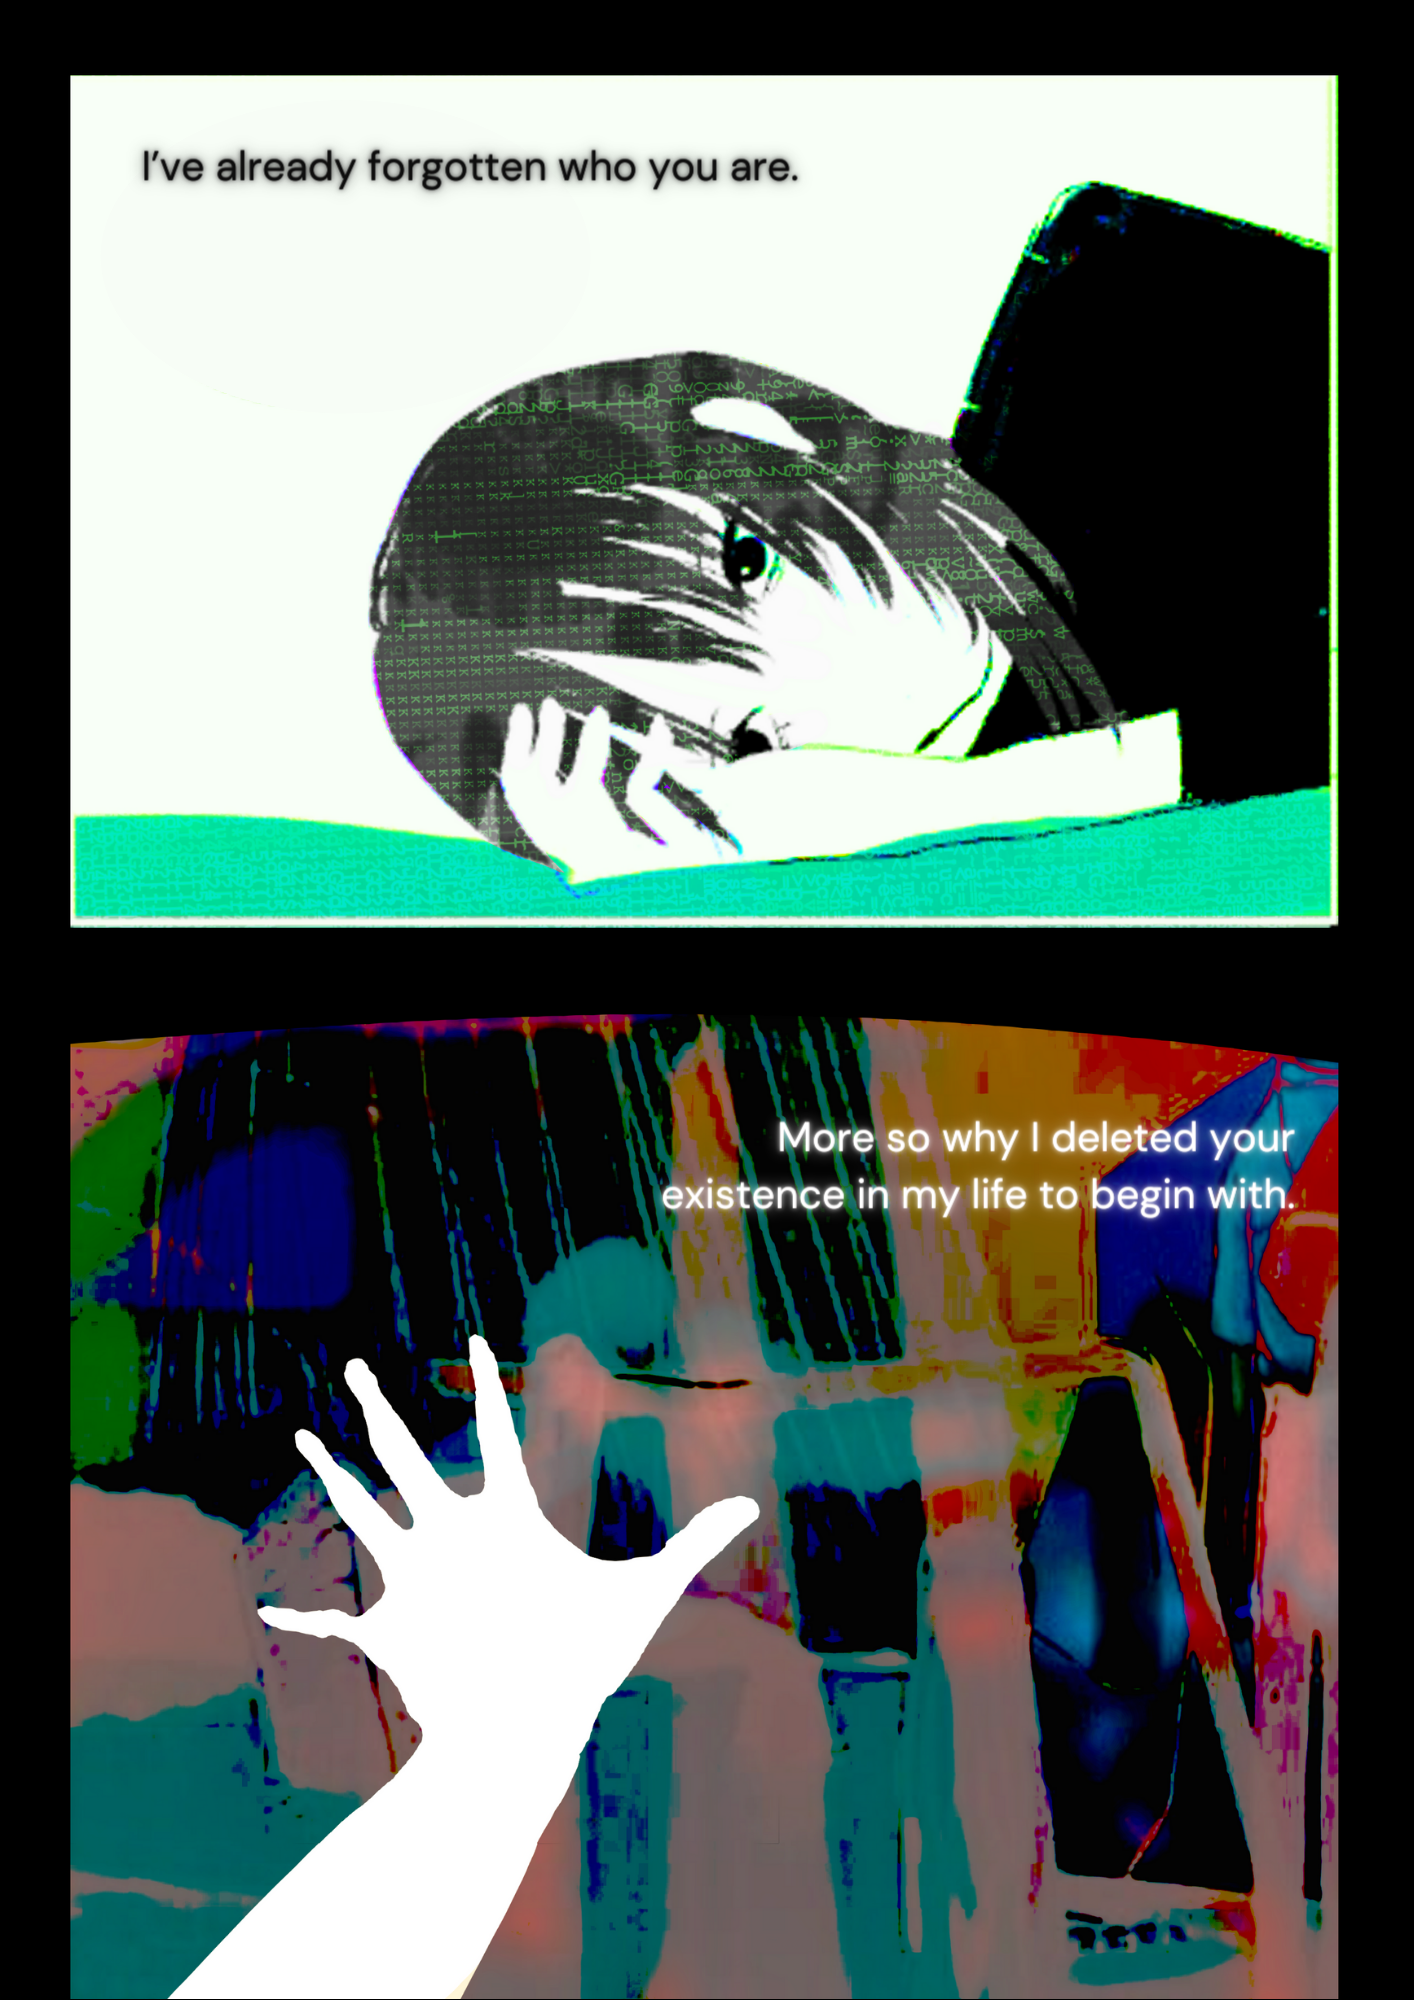 I've already forgotten who you are.
More so why I deleted your
existence in my life to begin with.